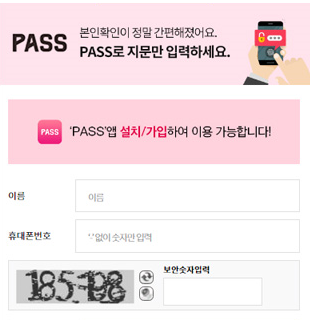 본인확인이 정말 간편해졌어요.
PASS
PASS로 지문만 입력하세요.
PASS
'PASS'앱 설치/가입하여 이용 가능합니다!
이름
이름
휴대폰번호
'-'없이 숫자만 입력
보안숫자입력